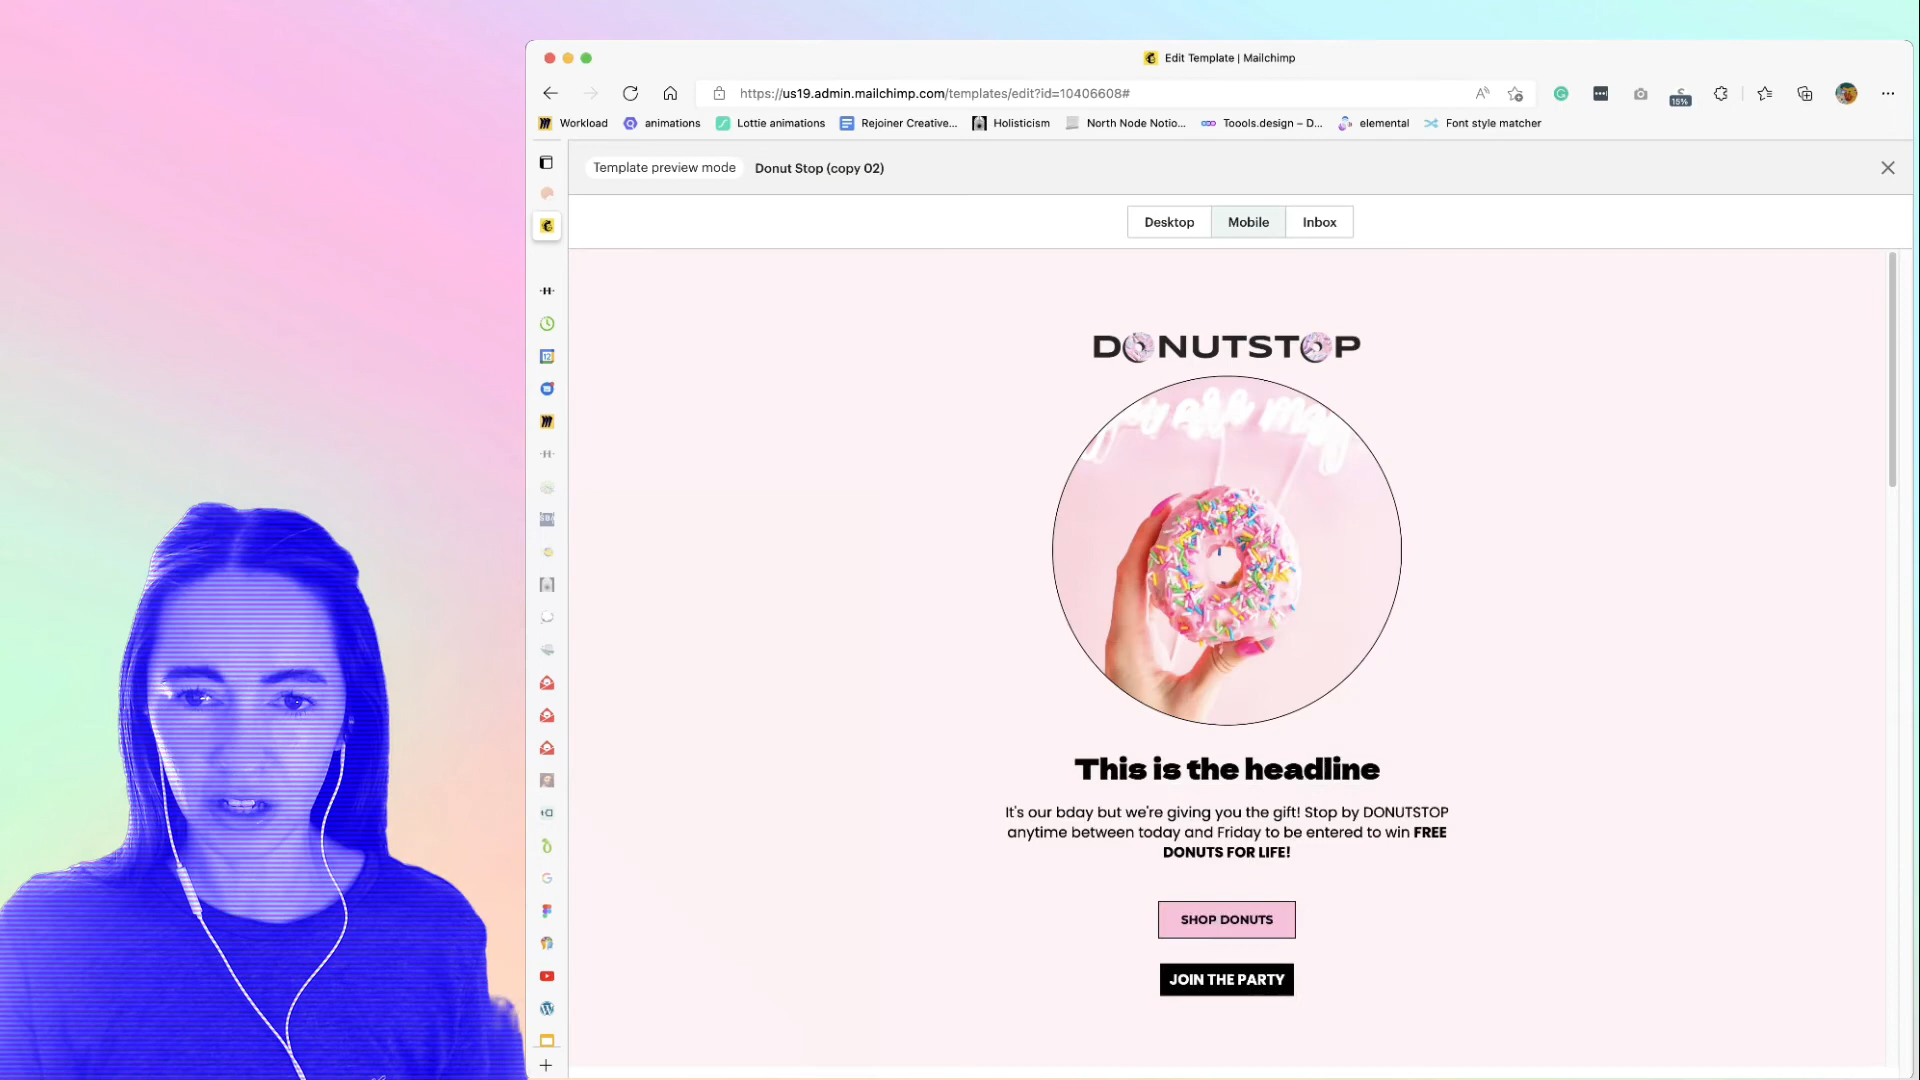 Edit Template | Mailchimp
https://us19.admin.mailchimp.com/templates/edit?id=10406608#
15%
Workload animations Lottie animations Rejoiner Creative... Holisticism North Node Notio... Toools.design – D... elemental Font style matcher
Template preview mode Donut Stop (copy 02)
Desktop Mobile Inbox
DONUTSTOP
This is the headline
It's our bday but we're giving you the gift! Stop by DONUTSTOP
anytime between today and Friday to be entered to win FREE
DONUTS FOR LIFE!
SHOP DONUTS
JOIN THE PARTY